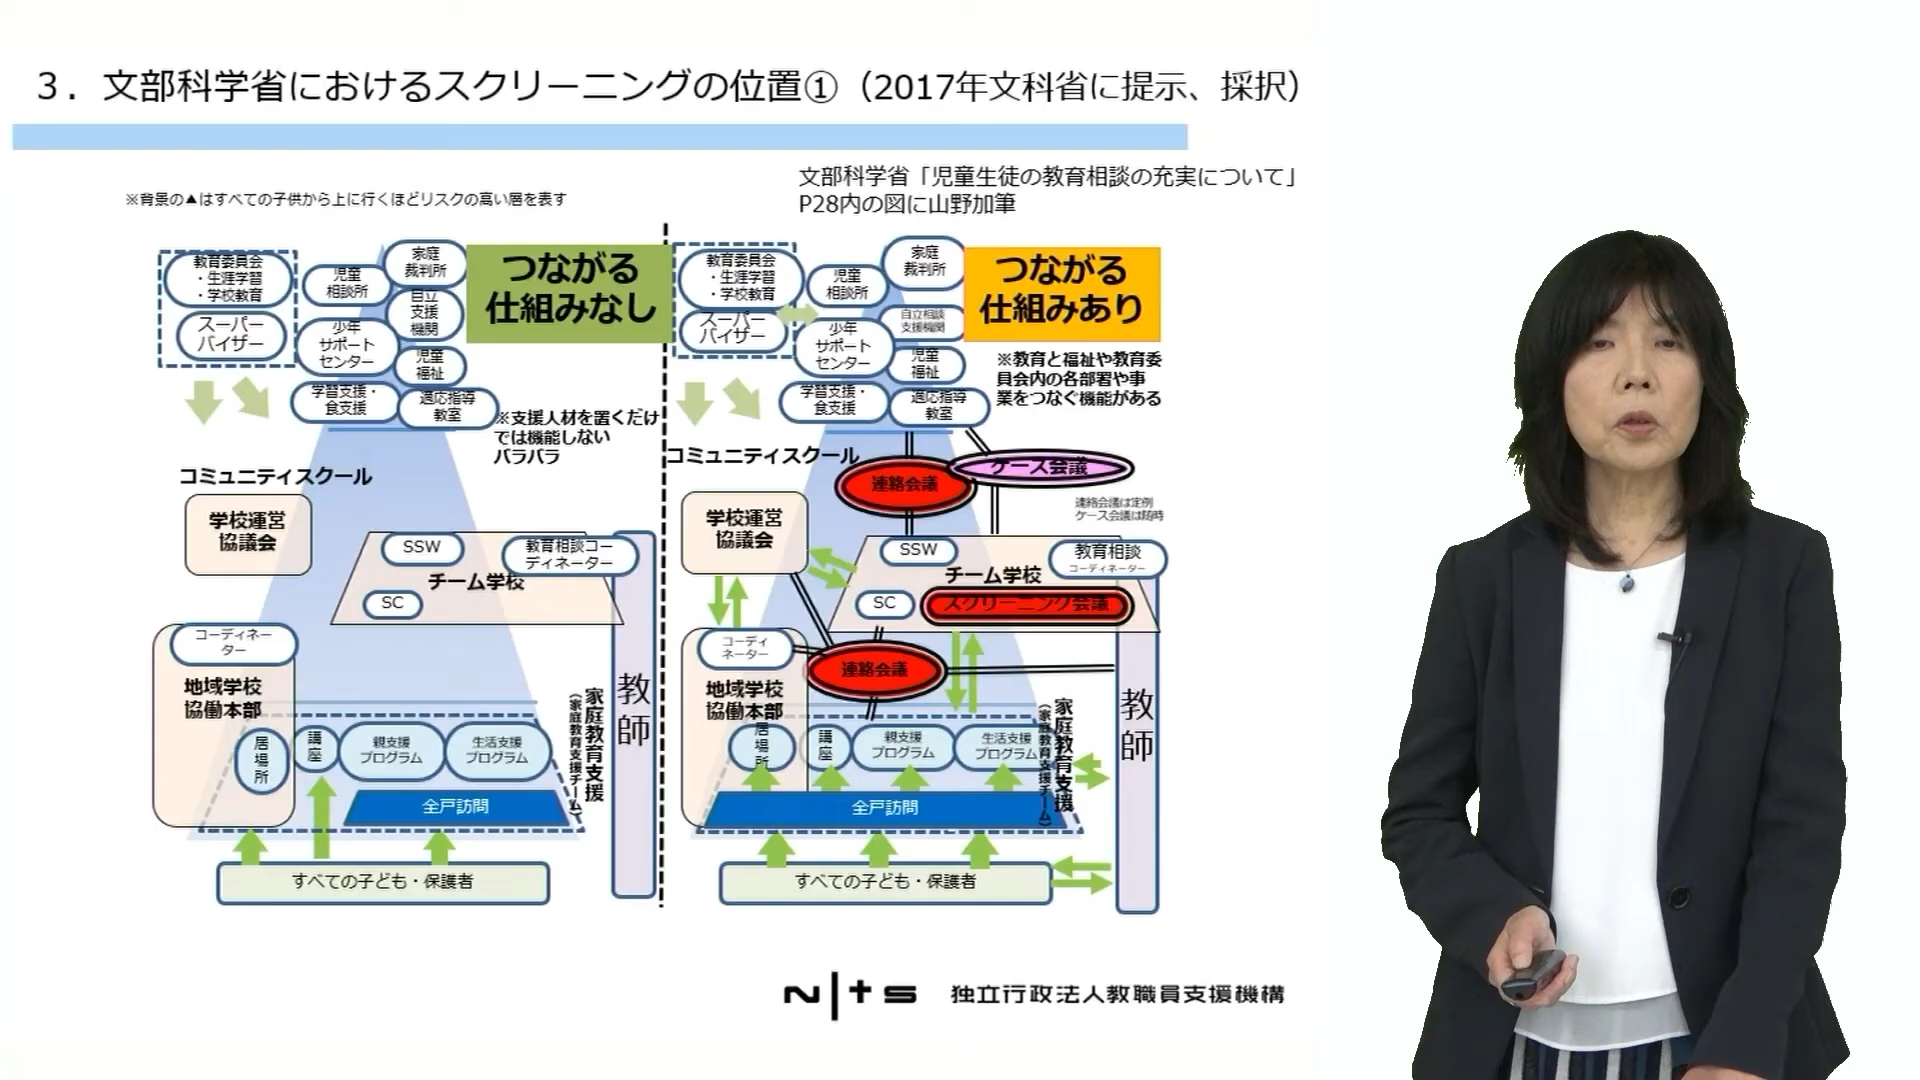 3．文部科学省におけるスクリーニングの位置①（2017年文科省に提示、採択）
※背景の▲はすべての子供から上に行くほどリスクの高い層を表す
文部科学省「児童生徒の教育相談の充実について」
P28内の図に山野加筆
教育委員会
・生涯学習
・学校教育
スーパー
バイザー
児童
相談所
家庭
裁判所
自立
支援
機関
少年
サポート
センター
児童
福祉
学習支援・
食支援
適応指導
教室
つながる
仕組みなし
※支援人材を置くだけ
では機能しない
バラバラ
コミュニティスクール
学校運営
協議会
SSW
教育相談コー
ディネーター
チーム学校
SC
コーディネー
ター
地域学校
協働本部
居場所
講座
親支援
プログラム
生活支援
プログラム
家庭教育支援
（家庭教育支援チーム）
全戸訪問
教師
すべての子ども・保護者
教育委員会
・生涯学習
・学校教育
スーパー
バイザー
児童
相談所
家庭
裁判所
自立相談
支援機関
少年
サポート
センター
児童
福祉
学習支援・
食支援
適応指導
教室
つながる
仕組みあり
※教育と福祉や教育委
員会内の各部署や事
業をつなぐ機能がある
コミュニティスクール
連絡会議
ケース会議
連絡会議は定例
ケース会議は随時
学校運営
協議会
SSW
教育相談
コーディネーター
チーム学校
SC
スクリーニング会議
コーディ
ネーター
連絡会議
地域学校
協働本部
居場所
講座
親支援
プログラム
生活支援
プログラム
家庭教育支援
（家庭教育支援チーム）
全戸訪問
教師
すべての子ども・保護者
NITS 独立行政法人教職員支援機構